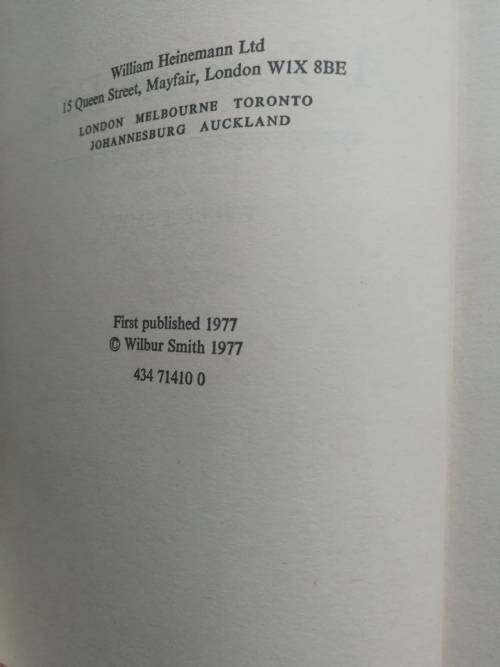 William Heinemann Ltd
15 Queen Street, Mayfair, London W1X 8BE
LONDON MELBOURNE TORONTO
JOHANNESBURG AUCKLAND
First published 1977
© Wilbur Smith 1977
434 71410 0